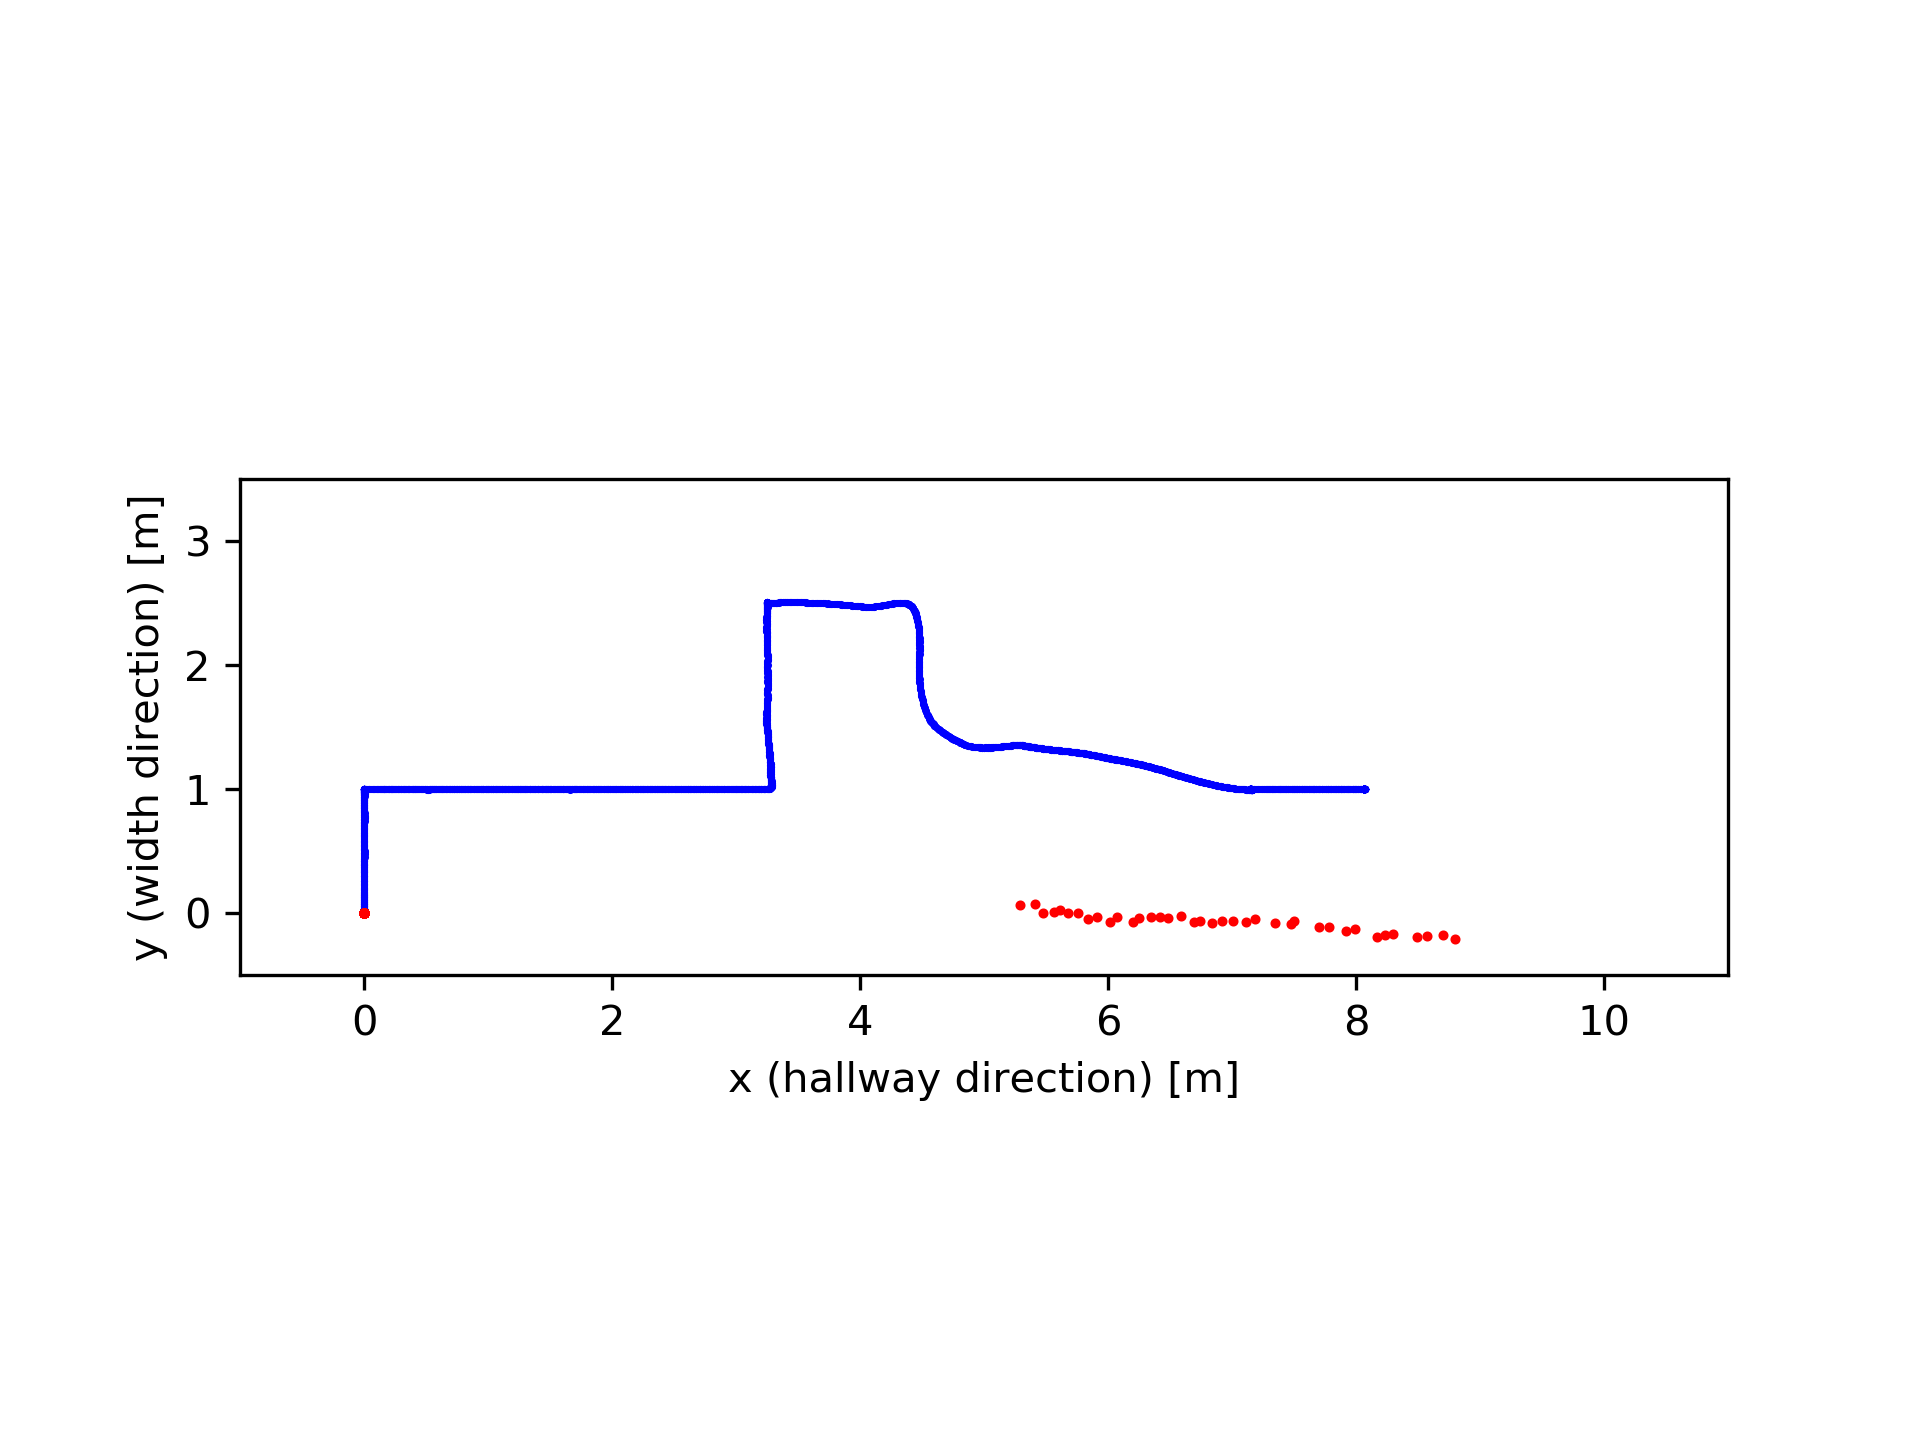 3
2
1
0
y (width direction) [m]
0 2 4 6 8 10
x (hallway direction) [m]